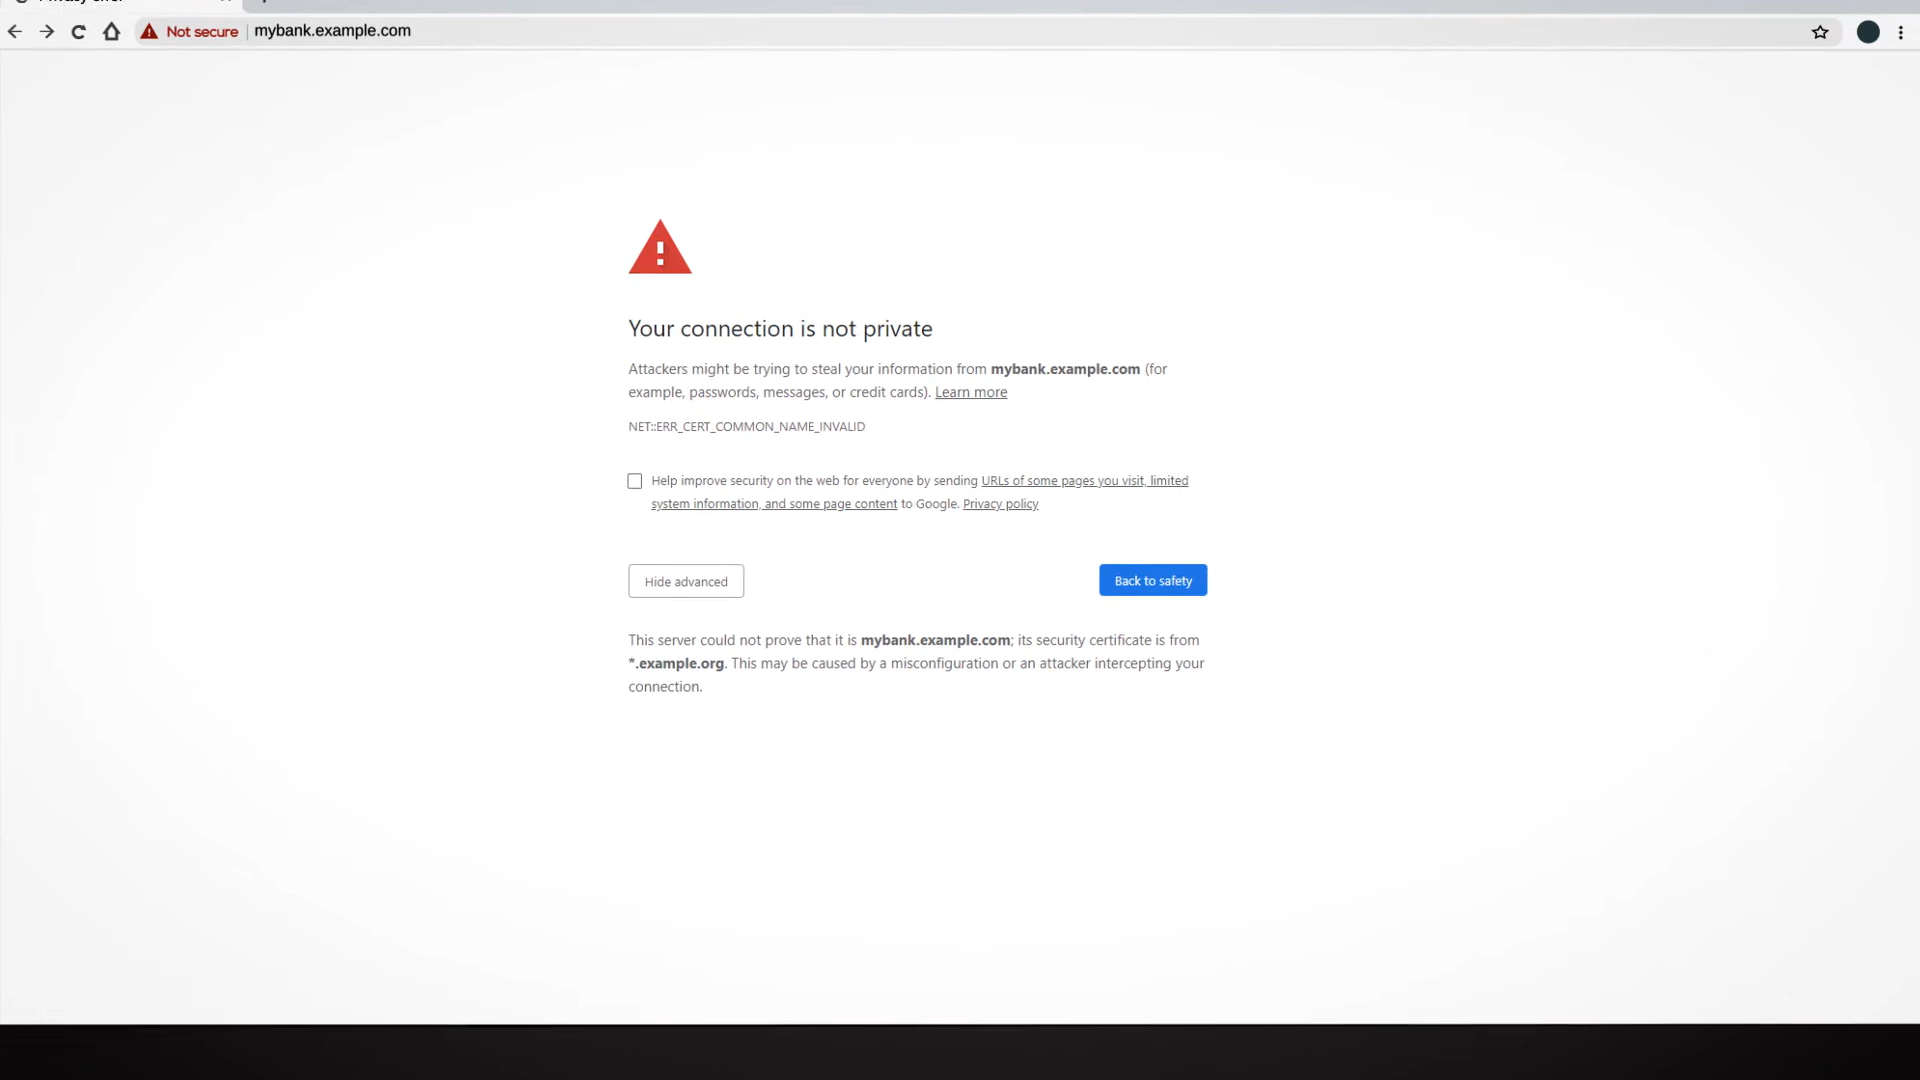 Not secure
mybank.example.com
Your connection is not private
Attackers might be trying to steal your information from mybank.example.com (for
example, passwords, messages, or credit cards). Learn more
NET::ERR_CERT_COMMON_NAME_INVALID
Help improve security on the web for everyone by sending URLs of some pages you visit, limited
system information, and some page content to Google. Privacy policy
Hide advanced
Back to safety
This server could not prove that it is mybank.example.com; its security certificate is from
*.example.org. This may be caused by a misconfiguration or an attacker intercepting your
connection.